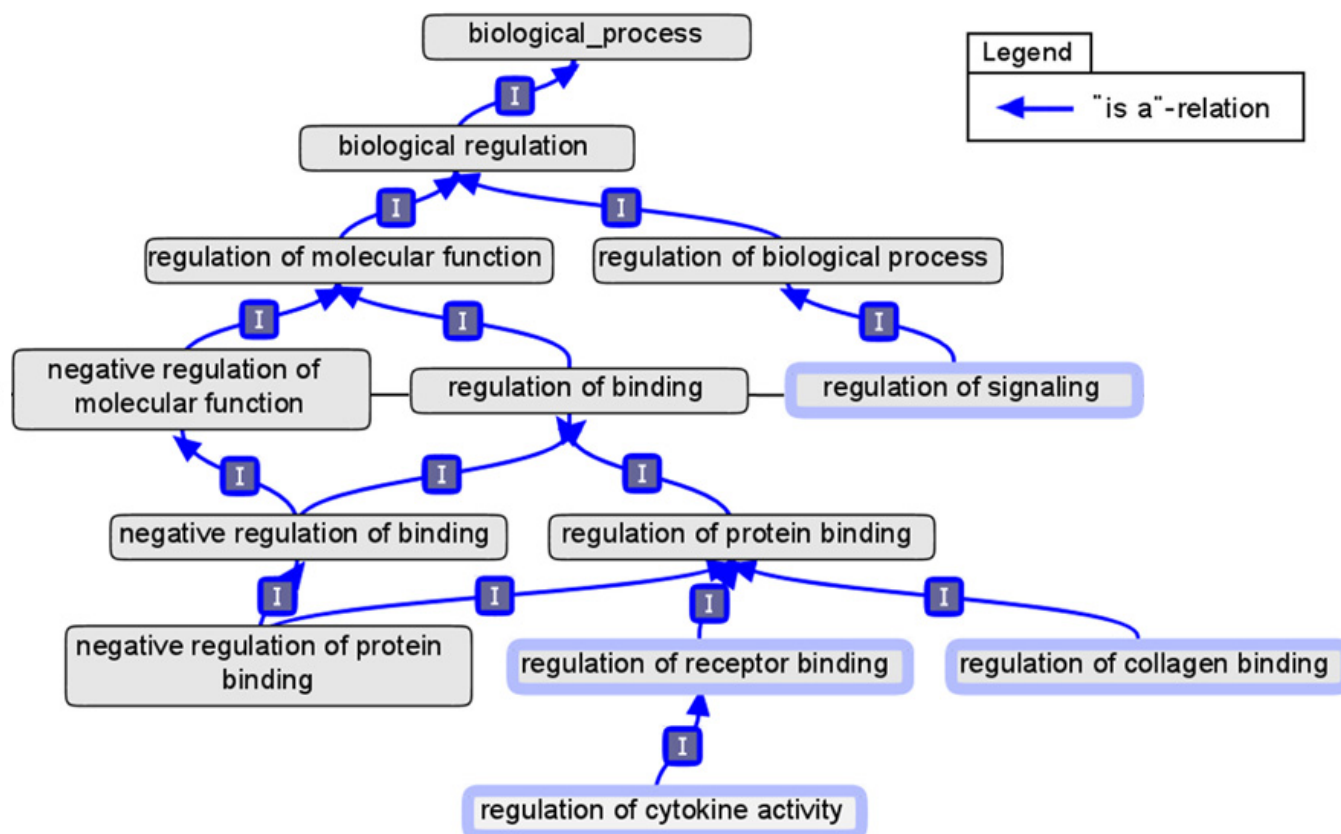 biological_process
Legend
I
"is a"-relation
biological regulation
I
I
regulation of molecular function
regulation of biological process
I
I
I
negative regulation of
molecular function
regulation of binding
regulation of signaling
I
I
I
negative regulation of binding
regulation of protein binding
I
I
I
I
negative regulation of protein
binding
regulation of receptor binding
regulation of collagen binding
I
regulation of cytokine activity